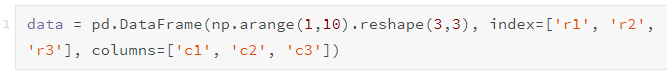 1 data = pd.DataFrame(np.arange(1,10).reshape(3,3), index=['r1', 'r2',
'r3'], columns=['c1', 'c2', 'c3'])